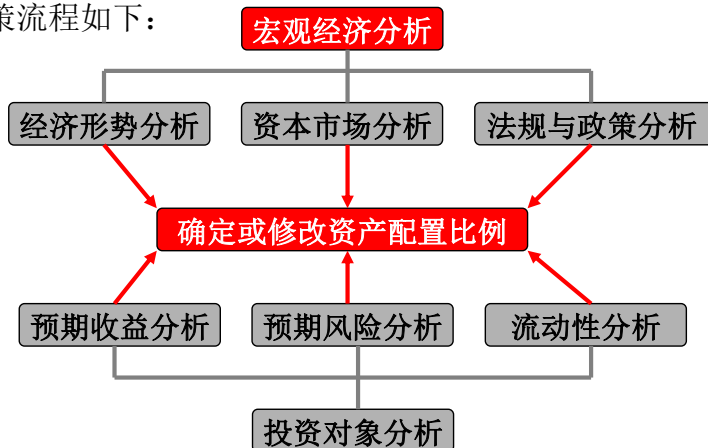 策流程如下：
宏观经济分析
经济形势分析 资本市场分析 法规与政策分析
确定或修改资产配置比例
预期收益分析 预期风险分析 流动性分析
投资对象分析